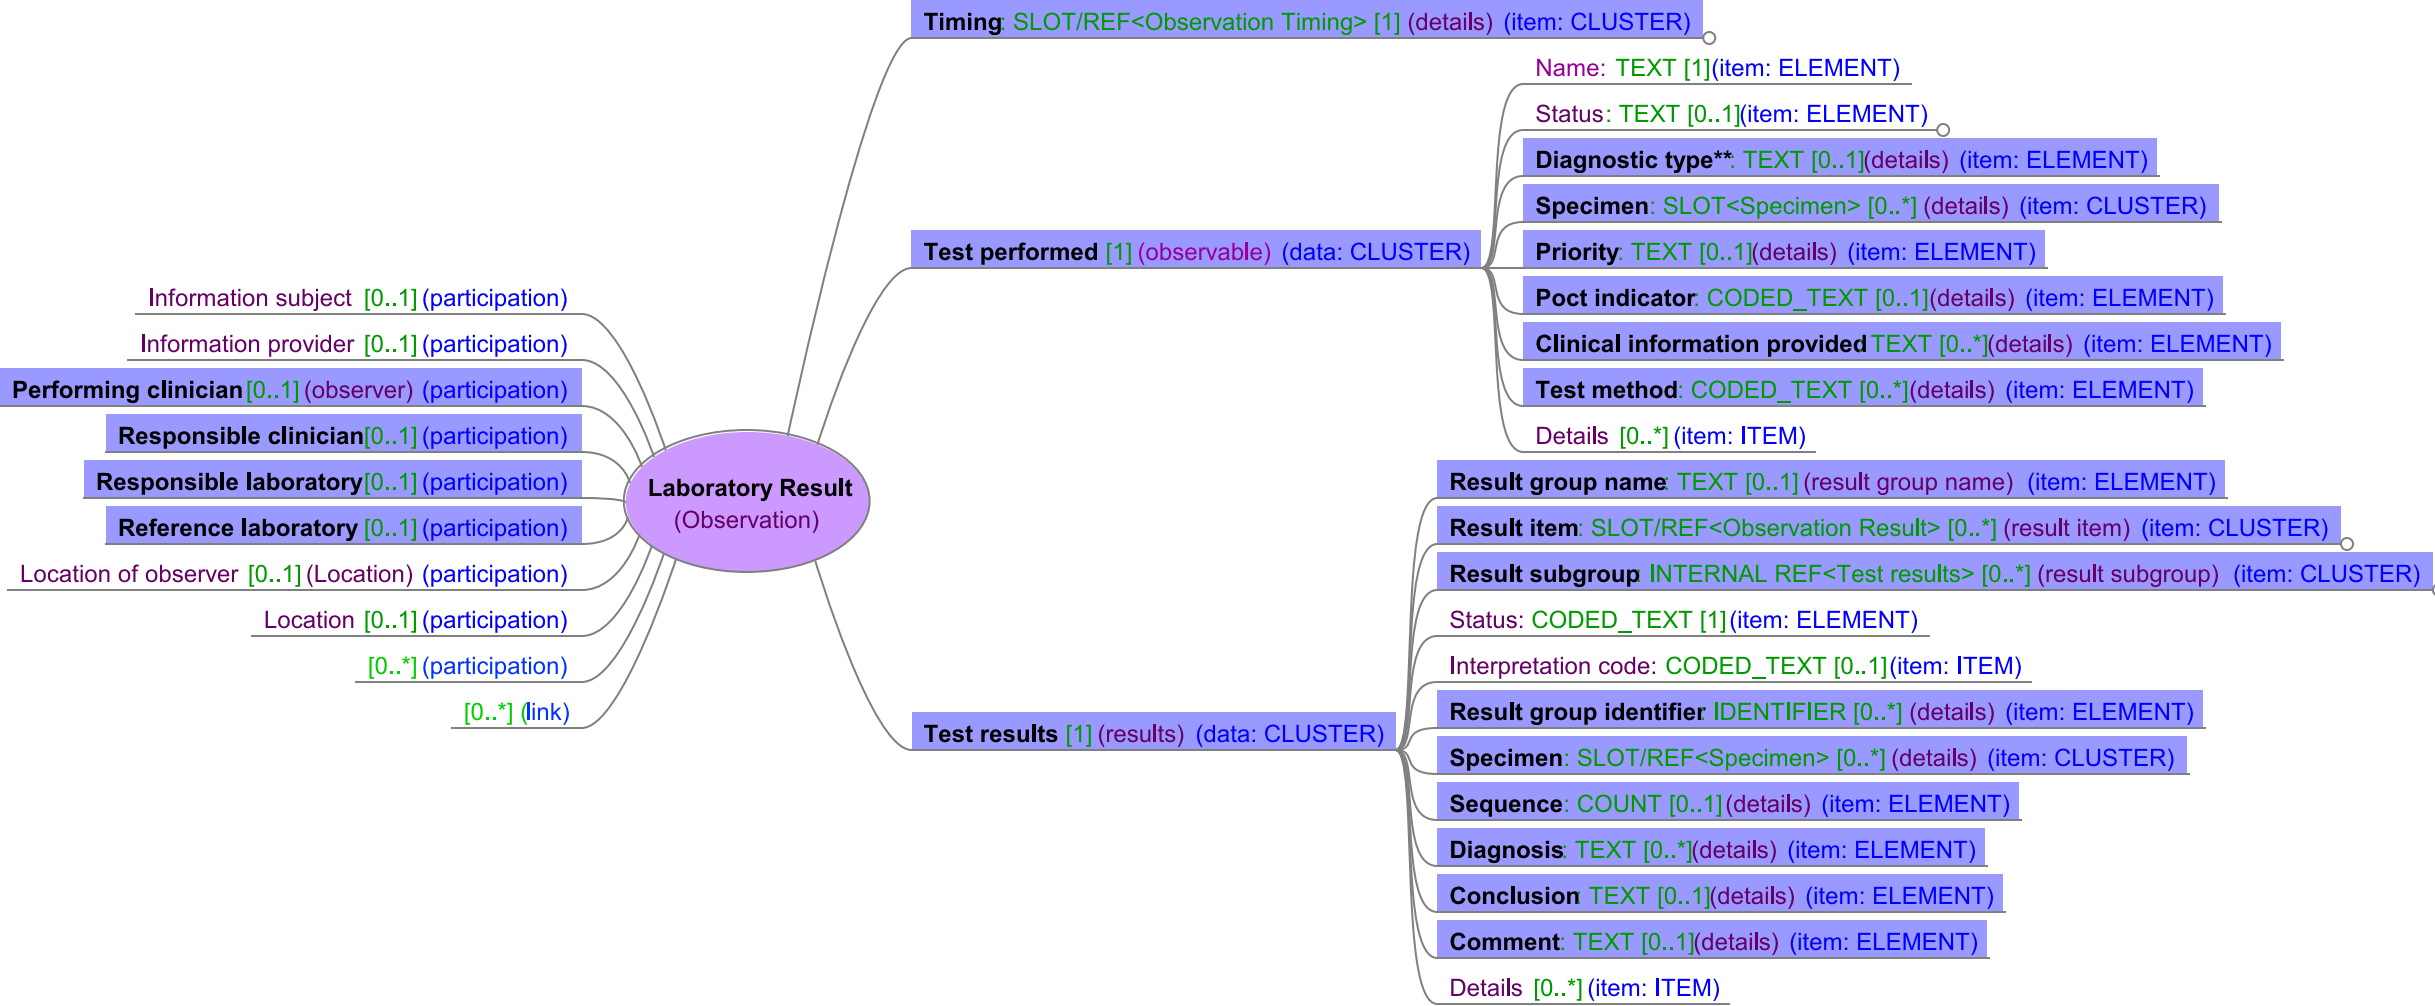 Timing: SLOT/REF<Observation Timing> [1] (details) (item: CLUSTER)
Test performed [1] (observable) (data: CLUSTER)
Name: TEXT [1] (item: ELEMENT)
Status: TEXT [0..1] (item: ELEMENT)
Diagnostic type**: TEXT [0..1] (details) (item: ELEMENT)
Specimen: SLOT<Specimen> [0..*] (details) (item: CLUSTER)
Priority: TEXT [0..1] (details) (item: ELEMENT)
Poct indicator: CODED_TEXT [0..1] (details) (item: ELEMENT)
Clinical information provided: TEXT [0..*] (details) (item: ELEMENT)
Test method: CODED_TEXT [0..*] (details) (item: ELEMENT)
Details [0..*] (item: ITEM)
Information subject [0..1] (participation)
Information provider [0..1] (participation)
Performing clinician [0..1] (observer) (participation)
Responsible clinician [0..1] (participation)
Responsible laboratory [0..1] (participation)
Reference laboratory [0..1] (participation)
Location of observer [0..1] (Location) (participation)
Location [0..1] (participation)
[0..*] (participation)
[0..*] (link)
Laboratory Result
(Observation)
Test results [1] (results) (data: CLUSTER)
Result group name: TEXT [0..1] (result group name) (item: ELEMENT)
Result item: SLOT/REF<Observation Result> [0..*] (result item) (item: CLUSTER)
Result subgroup: INTERNAL REF<Test results> [0..*] (result subgroup) (item: CLUSTER)
Status: CODED_TEXT [1] (item: ELEMENT)
Interpretation code: CODED_TEXT [0..1] (item: ITEM)
Result group identifier: IDENTIFIER [0..*] (details) (item: ELEMENT)
Specimen: SLOT/REF<Specimen> [0..*] (details) (item: CLUSTER)
Sequence: COUNT [0..1] (details) (item: ELEMENT)
Diagnosis: TEXT [0..*] (details) (item: ELEMENT)
Conclusion: TEXT [0..1] (details) (item: ELEMENT)
Comment: TEXT [0..1] (details) (item: ELEMENT)
Details [0..*] (item: ITEM)